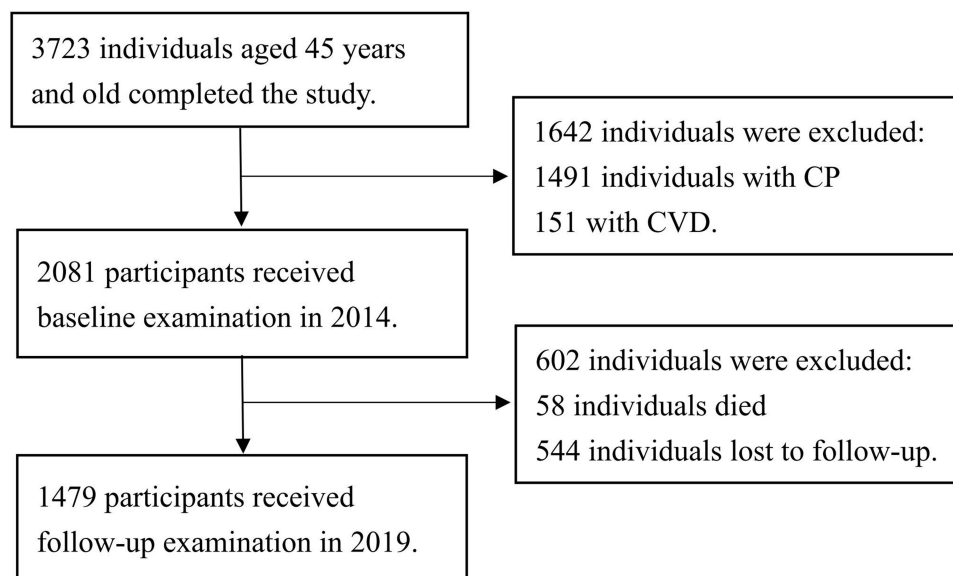 3723 individuals aged 45 years
and old completed the study.
1642 individuals were excluded:
1491 individuals with CP
151 with CVD.
2081 participants received
baseline examination in 2014.
602 individuals were excluded:
58 individuals died
544 individuals lost to follow-up.
1479 participants received
follow-up examination in 2019.